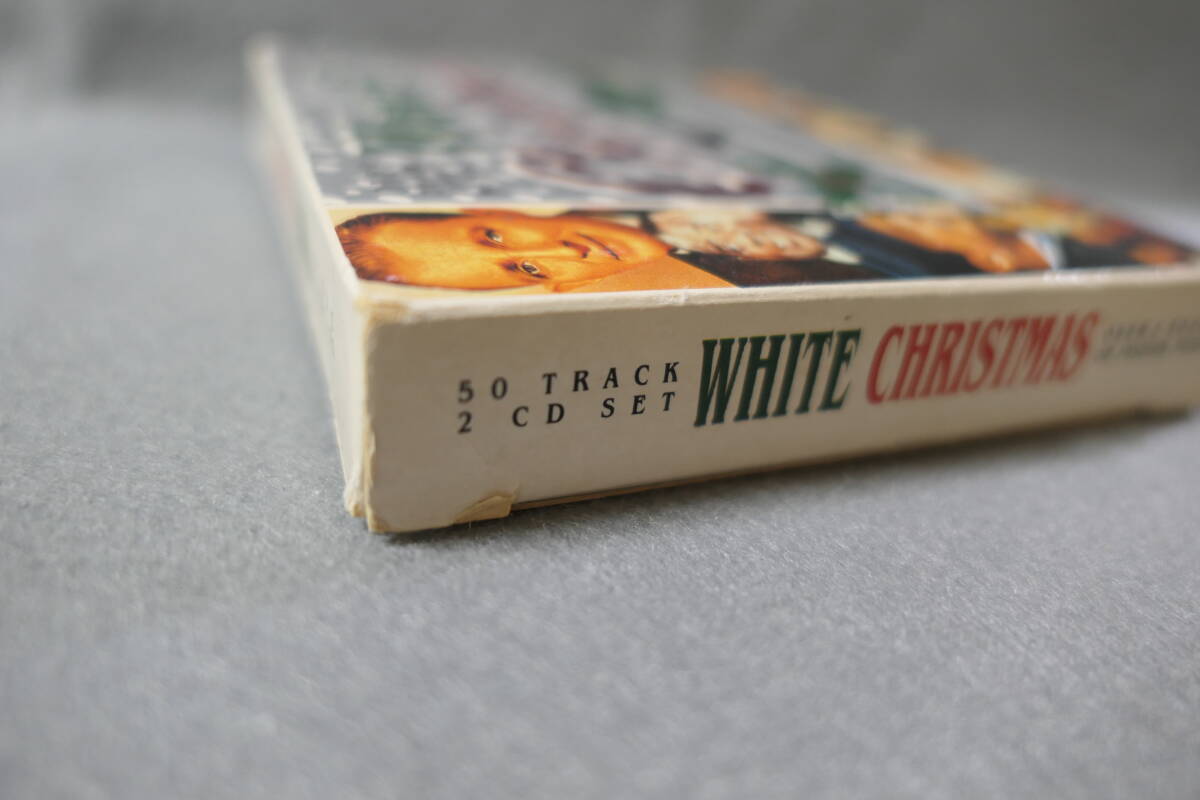 50 TRACK
2 CD SET
WHITE CHRISTMAS